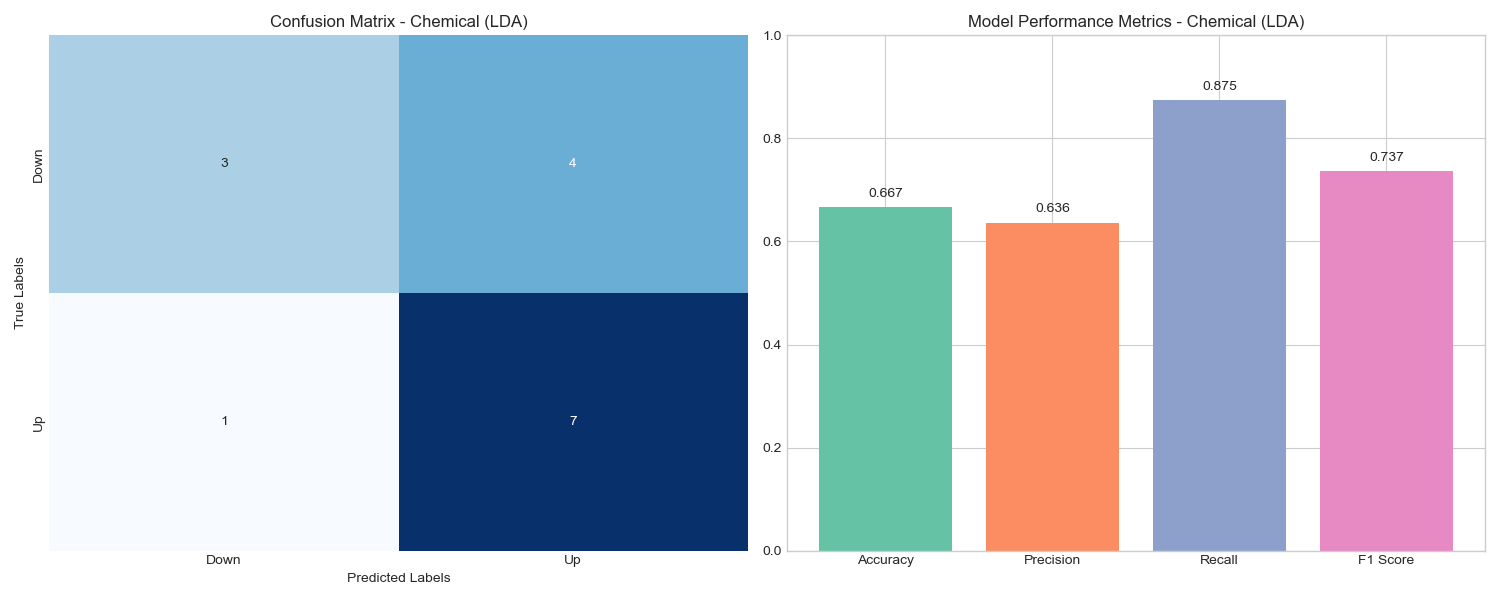 Confusion Matrix - Chemical (LDA)
True Labels
Down
Up
3
4
1
7
Down
Up
Predicted Labels
Model Performance Metrics - Chemical (LDA)
1.0
0.8
0.6
0.4
0.2
0.0
0.667
0.636
0.875
0.737
Accuracy
Precision
Recall
F1 Score